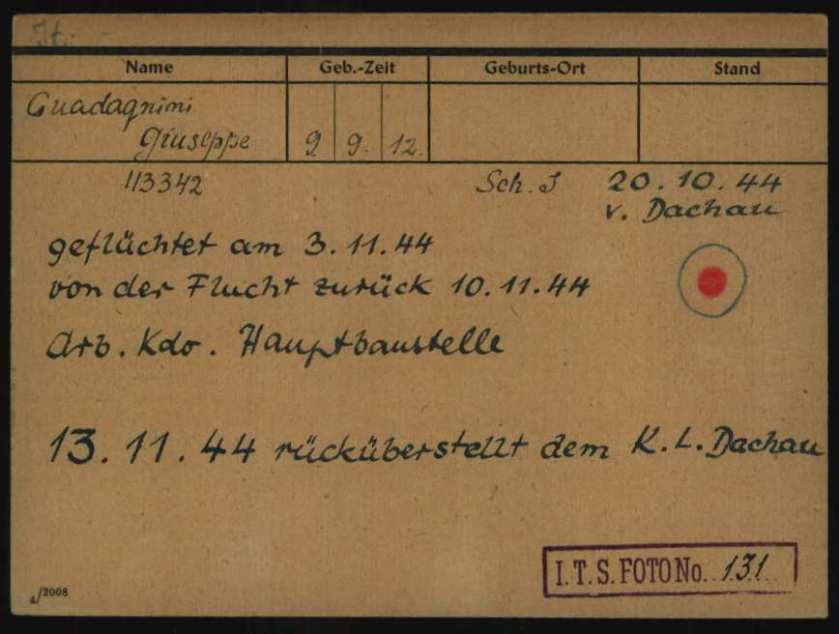 It.
Name Geb.-Zeit Geburts-Ort Stand
Guadagnini
Giuseppe 9 9. 12.
113342 Sch. J 20.10.44
v. Dachau
geflüchtet am 3.11.44
von der Flucht zurück 10.11.44
Arb. Kdo. Hauptbaustelle
13.11.44 rücküberstellt dem K.L. Dachau
I.T.S. FOTO No. 131
4/2008